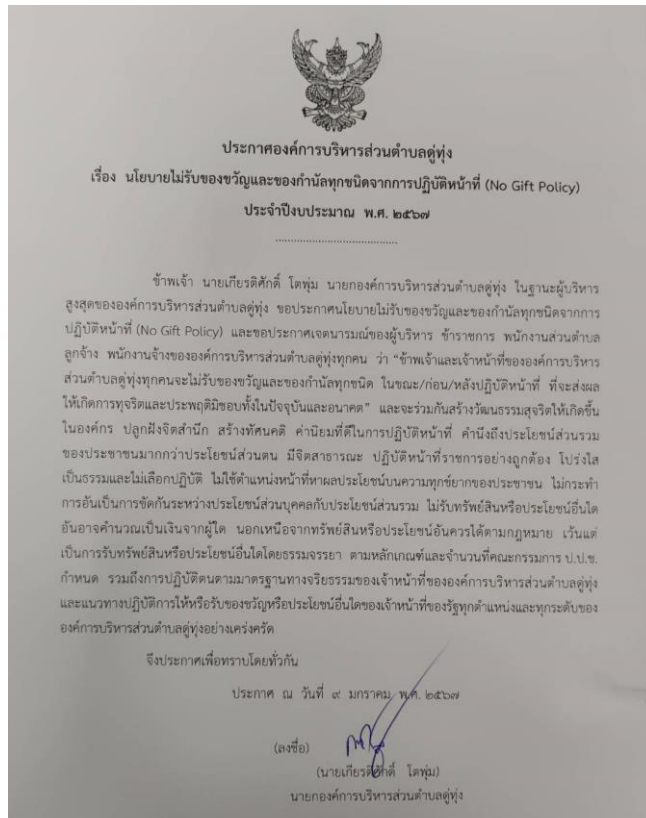 ประกาศองค์การบริหารส่วนตำบลดู่ทุ่ง
เรื่อง นโยบายไม่รับของขวัญและของกำนัลทุกชนิดจากการปฏิบัติหน้าที่ (No Gift Policy)
ประจำปีงบประมาณ พ.ศ. ๒๕๖๗
ข้าพเจ้า นายเกียรติศักดิ์ โตพุ่ม นายกองค์การบริหารส่วนตำบลดู่ทุ่ง ในฐานะผู้บริหาร
สูงสุดขององค์การบริหารส่วนตำบลดู่ทุ่ง ขอประกาศนโยบายไม่รับของขวัญและของกำนัลทุกชนิดจากการ
ปฏิบัติหน้าที่ (No Gift Policy) และขอประกาศเจตนารมณ์ของผู้บริหาร ข้าราชการ พนักงานส่วนตำบล
ลูกจ้าง พนักงานจ้างขององค์การบริหารส่วนตำบลดู่ทุ่งทุกคน ว่า “ข้าพเจ้าและเจ้าหน้าที่ขององค์การบริหาร
ส่วนตำบลดู่ทุ่งทุกคนจะไม่รับของขวัญและของกำนัลทุกชนิด ในขณะ/ก่อน/หลังปฏิบัติหน้าที่ ที่จะส่งผล
ให้เกิดการทุจริตและประพฤติมิชอบทั้งในปัจจุบันและอนาคต” และจะร่วมกันสร้างวัฒนธรรมสุจริตให้เกิดขึ้น
ในองค์กร ปลูกฝังจิตสำนึก สร้างทัศนคติ ค่านิยมที่ดีในการปฏิบัติหน้าที่ คำนึงถึงประโยชน์ส่วนรวม
ของประชาชนมากกว่าประโยชน์ส่วนตน มีจิตสาธารณะ ปฏิบัติหน้าที่ราชการอย่างถูกต้อง โปร่งใส
เป็นธรรมและไม่เลือกปฏิบัติ ไม่ใช้ตำแหน่งหน้าที่หาผลประโยชน์บนความทุกข์ยากของประชาชน ไม่กระทำ
การอันเป็นการขัดกันระหว่างประโยชน์ส่วนบุคคลกับประโยชน์ส่วนรวม ไม่รับทรัพย์สินหรือประโยชน์อื่นใด
อันอาจคำนวณเป็นเงินจากผู้ใด นอกเหนือจากทรัพย์สินหรือประโยชน์อันควรได้ตามกฎหมาย เว้นแต่
เป็นการรับทรัพย์สินหรือประโยชน์อื่นใดโดยธรรมจรรยา ตามหลักเกณฑ์และจำนวนที่คณะกรรมการ ป.ป.ช.
กำหนด รวมถึงการปฏิบัติตนตามมาตรฐานทางจริยธรรมของเจ้าหน้าที่ขององค์การบริหารส่วนตำบลดู่ทุ่ง
และแนวทางปฏิบัติการให้หรือรับของขวัญหรือประโยชน์อื่นใดของเจ้าหน้าที่ของรัฐทุกตำแหน่งและทุกระดับของ
องค์การบริหารส่วนตำบลดู่ทุ่งอย่างเคร่งครัด
จึงประกาศเพื่อทราบโดยทั่วกัน
ประกาศ ณ วันที่ ๙ มกราคม พ.ศ. ๒๕๖๗
(ลงชื่อ)
(นายเกียรติศักดิ์ โตพุ่ม)
นายกองค์การบริหารส่วนตำบลดู่ทุ่ง